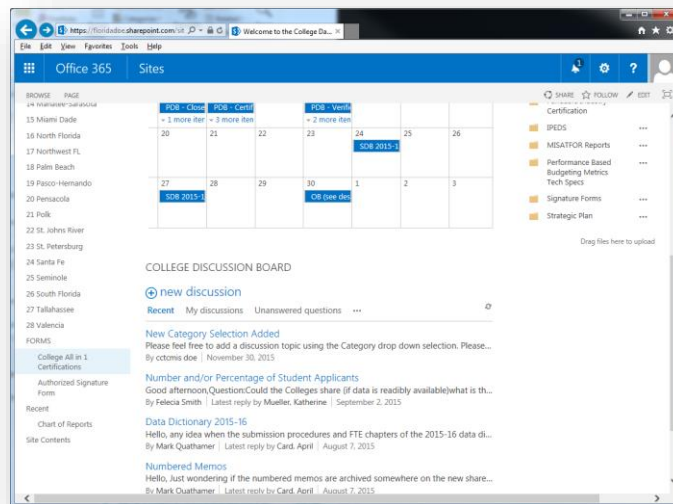 https://floridadoe.sharepoint.com/sit
Welcome to the College Da...
File Edit View Favorites Tools Help
Office 365 Sites
1 ?
BROWSE PAGE
SHARE FOLLOW EDIT
14 Manatee-Sarasota
15 Miami Dade
16 North Florida
17 Northwest FL
18 Palm Beach
19 Pasco-Hernando
20 Pensacola
21 Polk
22 St. Johns River
23 St. Petersburg
24 Santa Fe
25 Seminole
26 South Florida
27 Tallahassee
28 Valencia
FORMS
College All in 1
Certifications
Authorized Signature
Form
Recent
Chart of Reports
Site Contents
PDB - Close PDB - Certif PDB - Verifi
1 more iter 3 more iter 2 more iter
20 21 22 23 24 25 26
SDB 2015-1
27 28 29 30 1 2 3
SDB 2015-1 OB (see des
Certification
IPEDS ...
MISATFOR Reports ...
Performance Based ...
Budgeting Metrics
Tech Specs
Signature Forms ...
Strategic Plan ...
Drag files here to upload
COLLEGE DISCUSSION BOARD
new discussion
Recent My discussions Unanswered questions ...
New Category Selection Added
Please feel free to add a discussion topic using the Category drop down selection. Please...
By cctcmis doe | November 30, 2015
Number and/or Percentage of Student Applicants
Good afternoon,Question:Could the Colleges share (if data is readibly available)what is th...
By Felecia Smith | Latest reply by Mueller, Katherine | September 2, 2015
Data Dictionary 2015-16
Hello, any idea when the submission procedures and FTE chapters of the 2015-16 data di...
By Mark Quathamer | Latest reply by Card, April | August 7, 2015
Numbered Memos
Hello, Just wondering if the numbered memos are archived somewhere on the new share...
By Mark Quathamer | Latest reply by Card, April | August 7, 2015